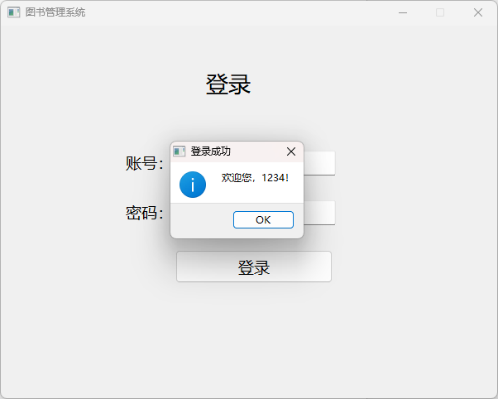 图书管理系统
登录
登录成功
账号：
欢迎您，1234！
密码：
OK
登录